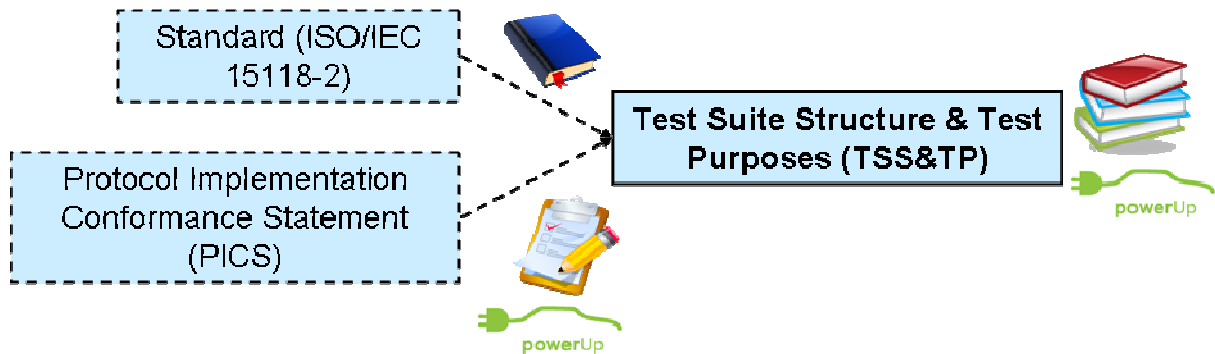 Standard (ISO/IEC
15118-2)
Test Suite Structure & Test
Purposes (TSS&TP)
powerUp
Protocol Implementation
Conformance Statement
(PICS)
powerUp